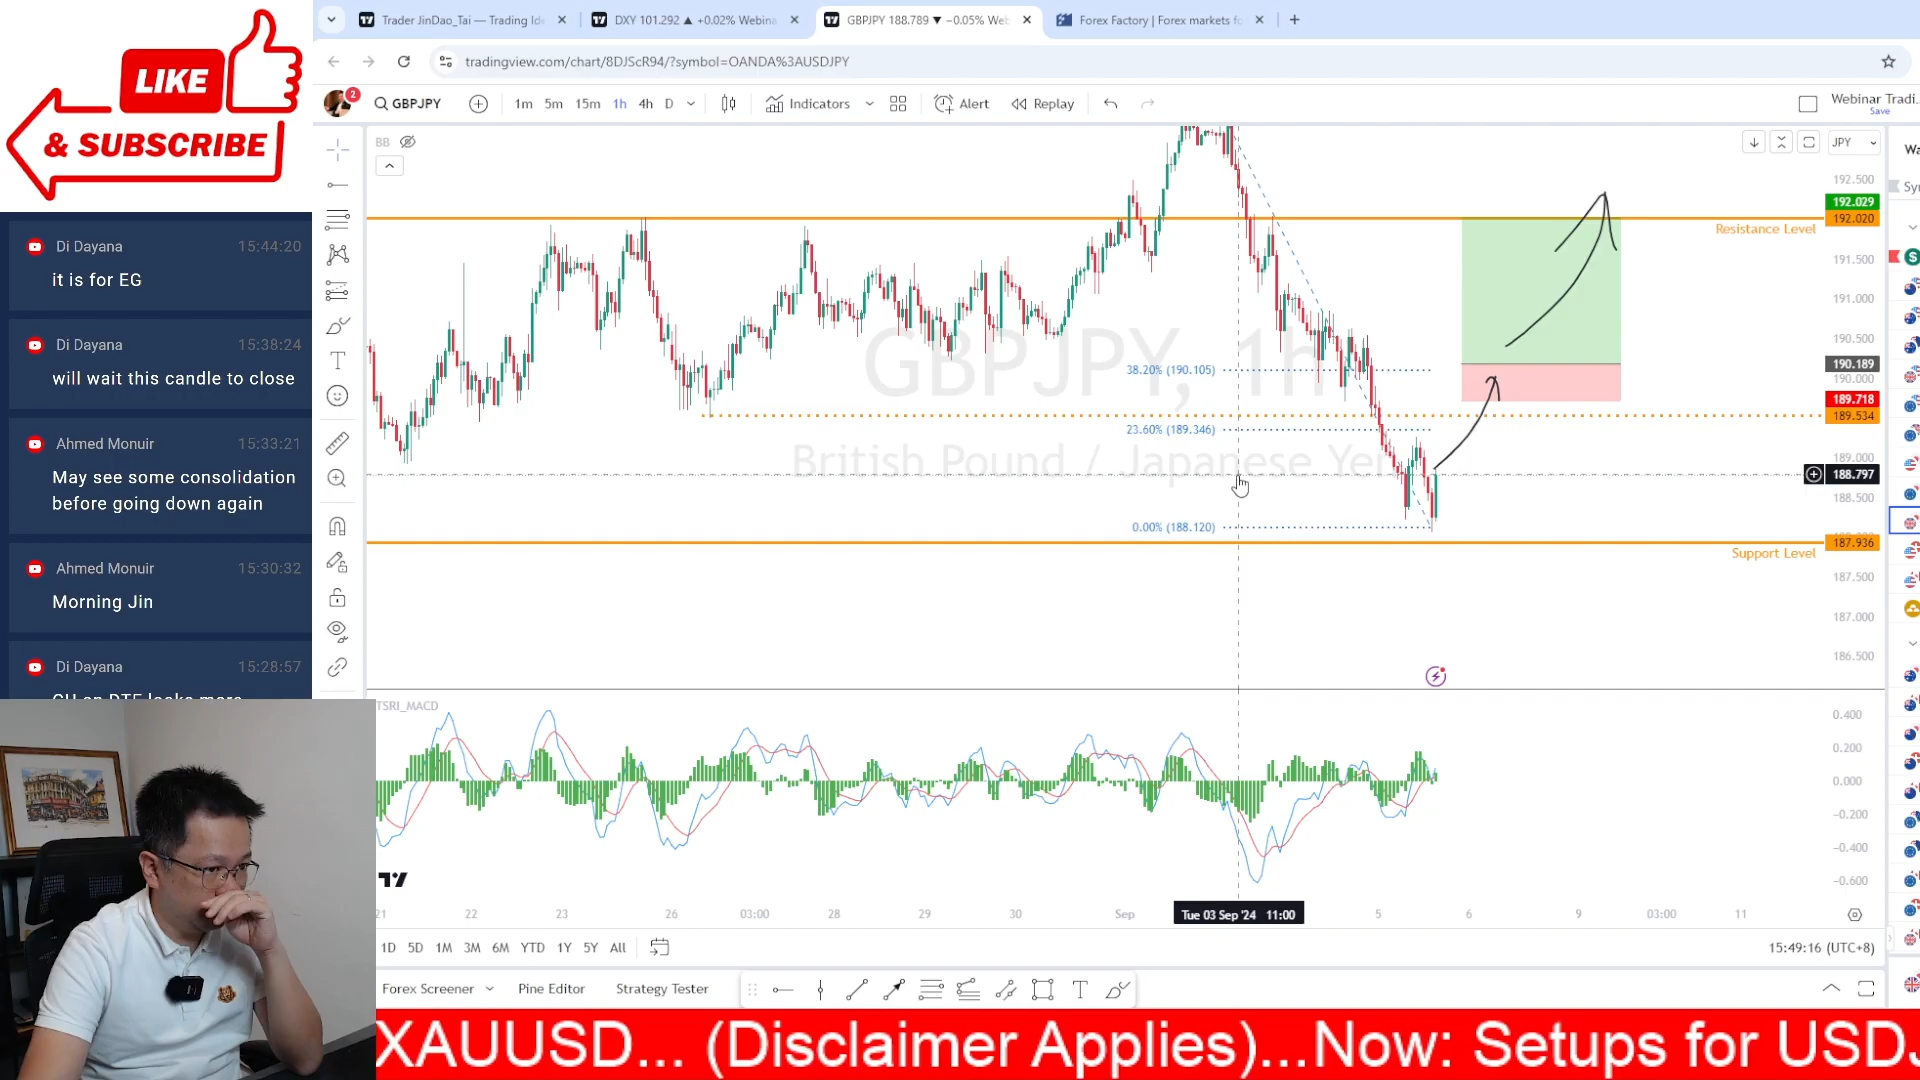 LIKE
& SUBSCRIBE
Trader JinDao_Tai — Trading Ide
DXY 101.292 ▲ +0.02% Webina
GBPJPY 188.789 ▼ −0.05% Web
Forex Factory | Forex markets fo
tradingview.com/chart/8DJScR94/?symbol=OANDA%3AUSDJPY
2
GBPJPY
1m
5m
15m
1h
4h
D
Indicators
Alert
Replay
Webinar Tradi...
Save
BB
JPY
Wa
Syn
GBPJPY, 1h
British Pound / Japanese Yen
Resistance Level
Support Level
38.20% (190.105)
23.60% (189.346)
0.00% (188.120)
192.500
192.029
192.020
191.500
191.000
190.500
190.189
190.000
189.718
189.534
189.000
188.797
188.500
187.936
187.500
187.000
186.500
TSRI_MACD
0.400
0.200
0.000
−0.200
−0.400
−0.600
21
22
23
26
03:00
28
29
30
Sep
Tue 03 Sep '24 11:00
5
6
9
03:00
11
1D
5D
1M
3M
6M
YTD
1Y
5Y
All
15:49:16 (UTC+8)
Forex Screener
Pine Editor
Strategy Tester
Di Dayana 15:44:20
it is for EG
Di Dayana 15:38:24
will wait this candle to close
Ahmed Monuir 15:33:21
May see some consolidation
before going down again
Ahmed Monuir 15:30:32
Morning Jin
Di Dayana 15:28:57
XAUUSD... (Disclaimer Applies)...Now: Setups for USDJ